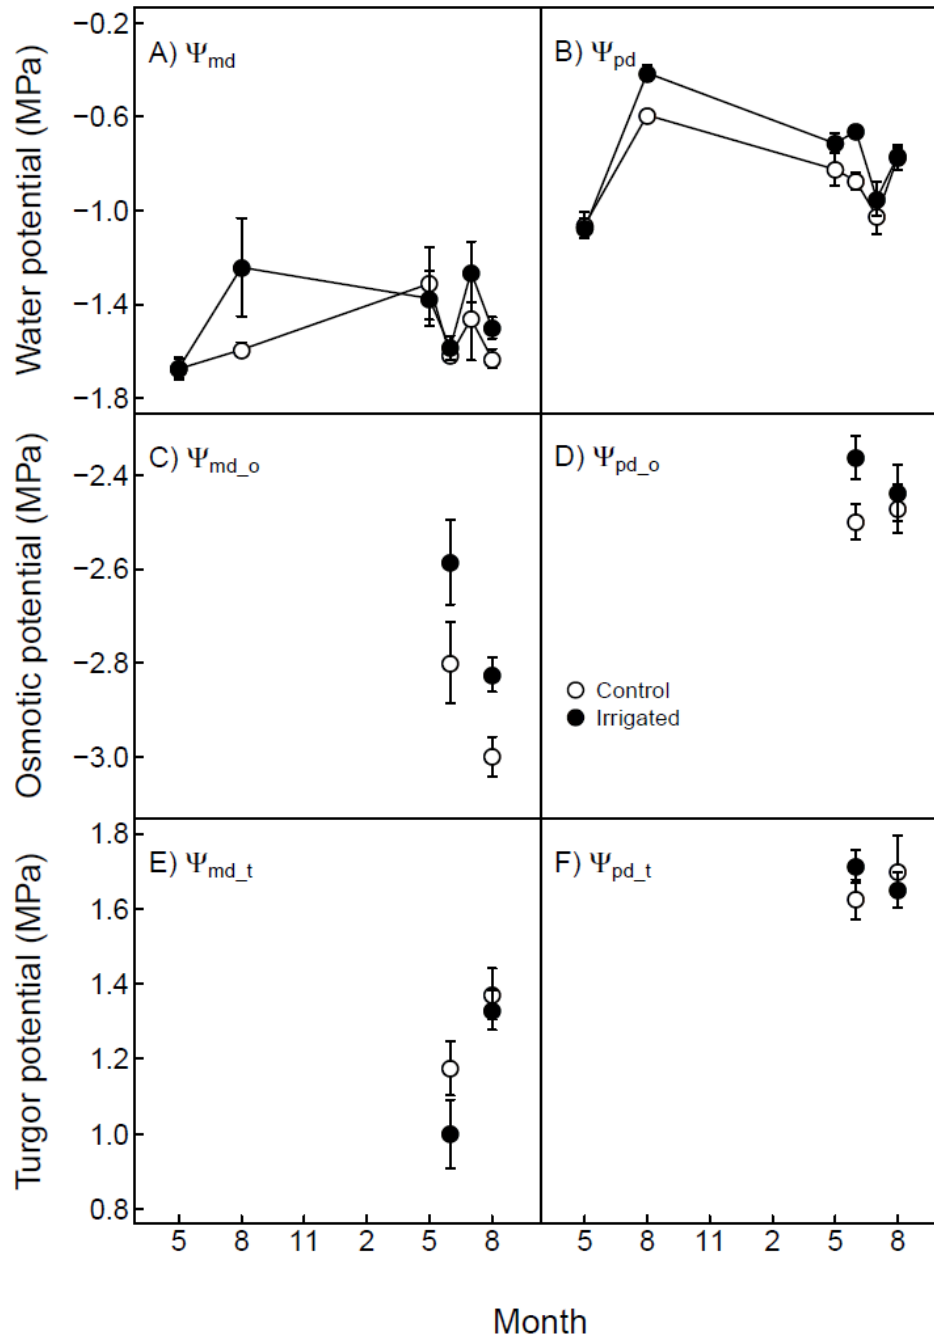 Water potential (MPa)
−0.2
−0.6
−1.0
−1.4
−1.8
A) Ψmd
B) Ψpd
Osmotic potential (MPa)
−2.4
−2.6
−2.8
−3.0
C) Ψmd_o
D) Ψpd_o
Control
Irrigated
Turgor potential (MPa)
1.8
1.6
1.4
1.2
1.0
0.8
E) Ψmd_t
F) Ψpd_t
5 8 11 2 5 8 5 8 11 2 5 8
Month